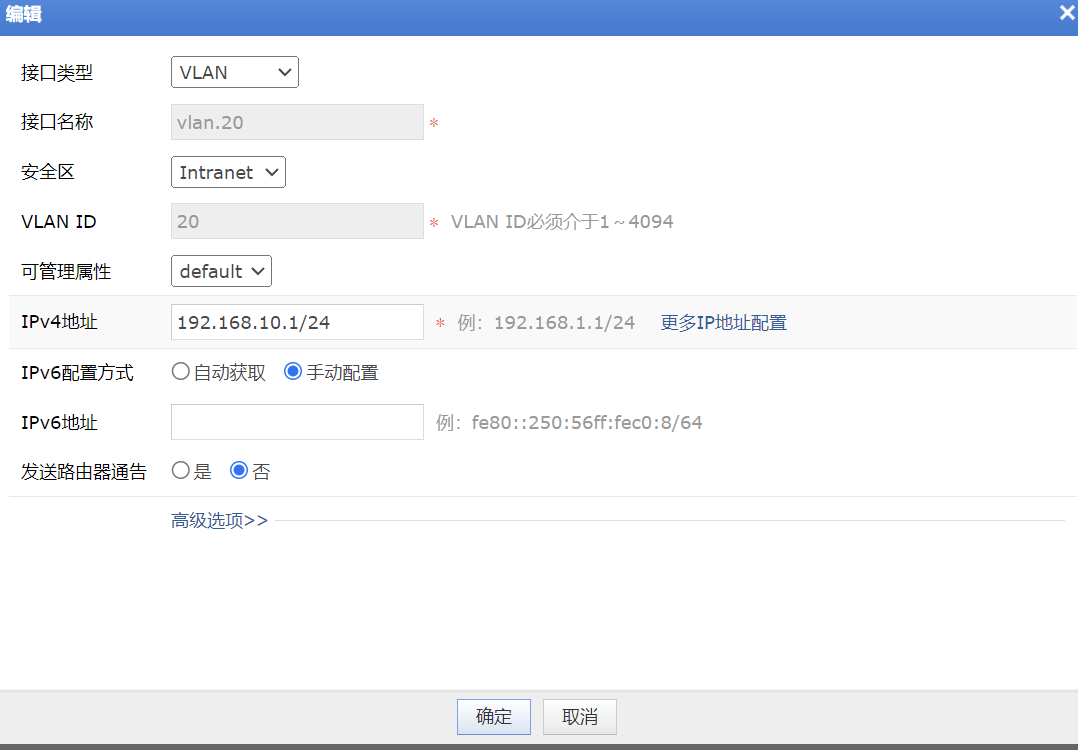 编辑
接口类型 VLAN
接口名称 vlan.20 *
安全区 Intranet
VLAN ID 20 * VLAN ID必须介于1～4094
可管理属性 default
IPv4地址 192.168.10.1/24 * 例：192.168.1.1/24 更多IP地址配置
IPv6配置方式 自动获取 手动配置
IPv6地址 例：fe80::250:56ff:fec0:8/64
发送路由器通告 是 否
高级选项>>
确定 取消